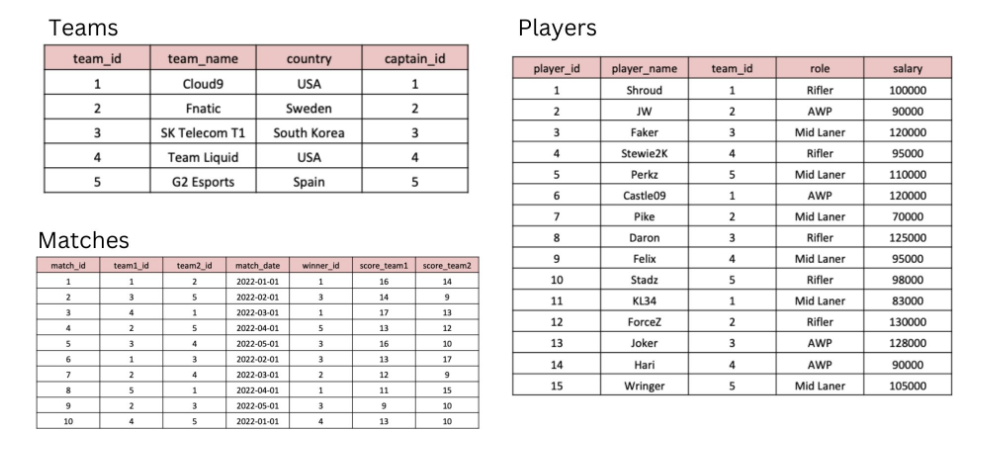 Teams
team_id team_name country captain_id
1 Cloud9 USA 1
2 Fnatic Sweden 2
3 SK Telecom T1 South Korea 3
4 Team Liquid USA 4
5 G2 Esports Spain 5
Matches
match_id team1_id team2_id match_date winner_id score_team1 score_team2
1 1 2 2022-01-01 1 16 14
2 3 5 2022-02-01 3 14 9
3 4 1 2022-03-01 1 17 13
4 2 5 2022-04-01 5 13 12
5 3 4 2022-05-01 3 16 10
6 1 3 2022-02-01 3 13 17
7 2 4 2022-03-01 2 12 9
8 5 1 2022-04-01 1 11 15
9 2 3 2022-05-01 3 9 10
10 4 5 2022-01-01 4 13 10
Players
player_id player_name team_id role salary
1 Shroud 1 Rifler 100000
2 JW 2 AWP 90000
3 Faker 3 Mid Laner 120000
4 Stewie2K 4 Rifler 95000
5 Perkz 5 Mid Laner 110000
6 Castle09 1 AWP 120000
7 Pike 2 Mid Laner 70000
8 Daron 3 Rifler 125000
9 Felix 4 Mid Laner 95000
10 Stadz 5 Rifler 98000
11 KL34 1 Mid Laner 83000
12 ForceZ 2 Rifler 130000
13 Joker 3 AWP 128000
14 Hari 4 AWP 90000
15 Wringer 5 Mid Laner 105000